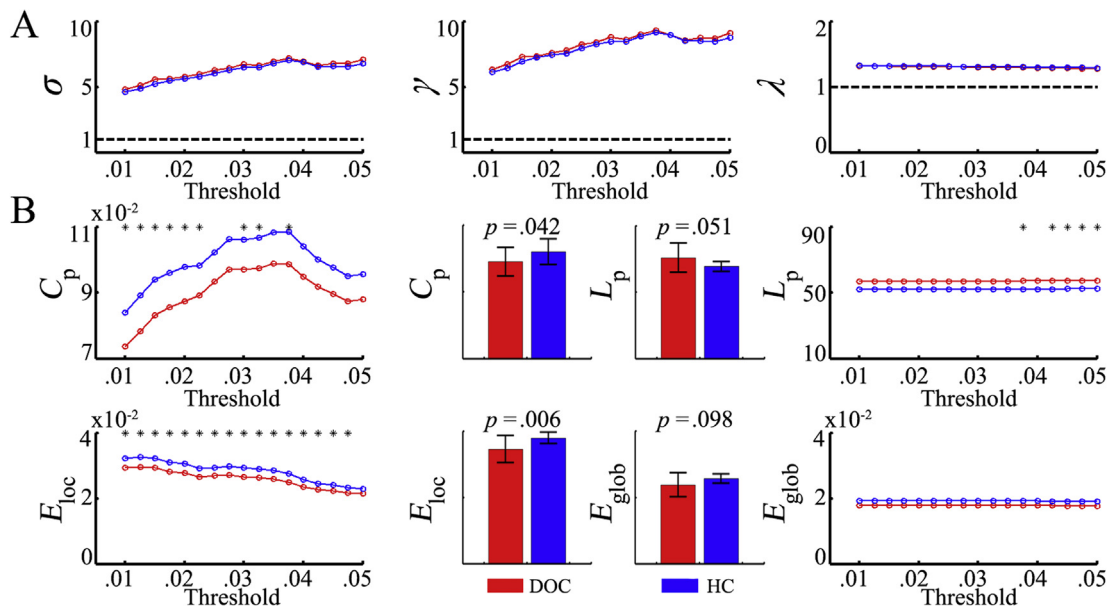 A
10
5
1
σ
.01 .02 .03 .04 .05
Threshold
10
5
1
γ
.01 .02 .03 .04 .05
Threshold
2
1
0
λ
.01 .02 .03 .04 .05
Threshold
B
x10-2
11
9
7
Cp
* * * * * * * * *
.01 .02 .03 .04 .05
Threshold
p=.042
Cp
p=.051
Lp
90
50
10
Lp
* * * * *
.01 .02 .03 .04 .05
Threshold
x10-2
4
2
0
Eloc
* * * * * * * * * * * * * * * *
.01 .02 .03 .04 .05
Threshold
p=.006
Eloc
p=.098
Eglob
x10-2
4
2
0
Eglob
.01 .02 .03 .04 .05
Threshold
DOC HC